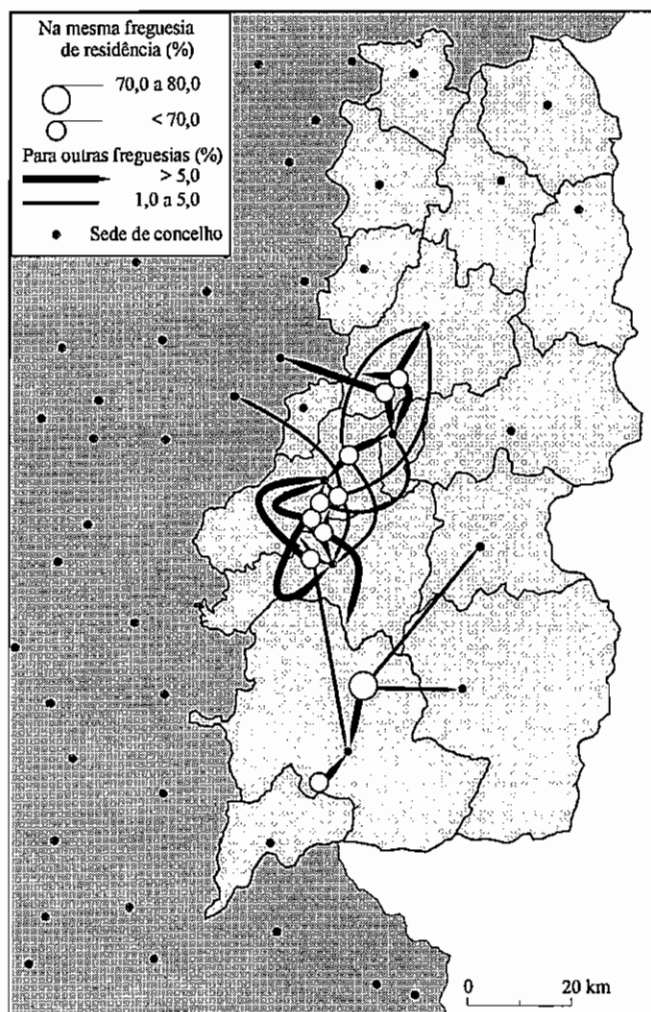 Na mesma freguesia
de residência (%)
70,0 a 80,0
< 70,0
Para outras freguesias (%)
> 5,0
1,0 a 5,0
Sede de concelho
0 20 km